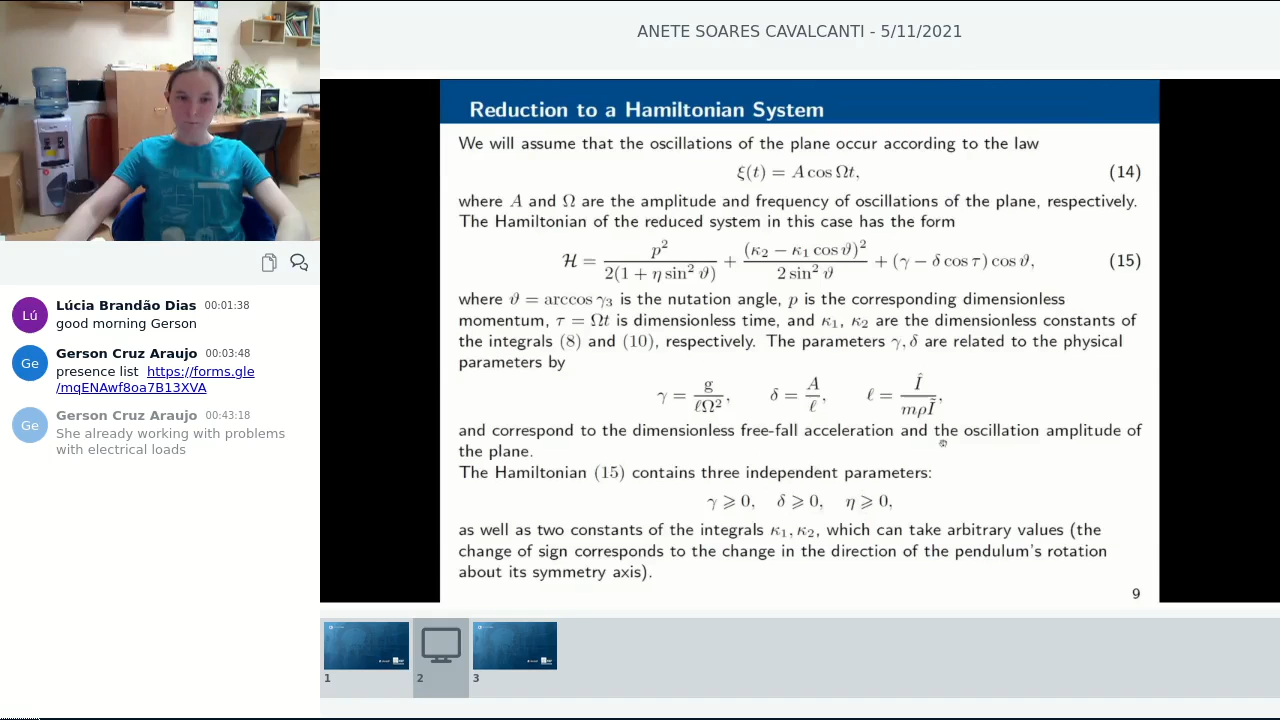 ANETE SOARES CAVALCANTI - 5/11/2021
Lú
Lúcia Brandão Dias 00:01:38
good morning Gerson
Ge
Gerson Cruz Araujo 00:03:48
presence list https://forms.gle
/mqENAwf8oa7B13XVA
Ge
Gerson Cruz Araujo 00:43:18
She already working with problems
with electrical loads
Reduction to a Hamiltonian System
We will assume that the oscillations of the plane occur according to the law
ξ(t) = A cos Ωt, (14)
where A and Ω are the amplitude and frequency of oscillations of the plane, respectively.
The Hamiltonian of the reduced system in this case has the form
ℋ = p²/(2(1 + η sin² ϑ)) + (κ₂ − κ₁ cos ϑ)²/(2 sin² ϑ) + (γ − δ cos τ) cos ϑ, (15)
where ϑ = arccos γ₃ is the nutation angle, p is the corresponding dimensionless
momentum, τ = Ωt is dimensionless time, and κ₁, κ₂ are the dimensionless constants of
the integrals (8) and (10), respectively. The parameters γ, δ are related to the physical
parameters by
γ = g/(ℓΩ²), δ = A/ℓ, ℓ = Î/(mρĨ),
and correspond to the dimensionless free-fall acceleration and the oscillation amplitude of
the plane.
The Hamiltonian (15) contains three independent parameters:
γ ⩾ 0, δ ⩾ 0, η ⩾ 0,
as well as two constants of the integrals κ₁, κ₂, which can take arbitrary values (the
change of sign corresponds to the change in the direction of the pendulum's rotation
about its symmetry axis).
9
1
2
3